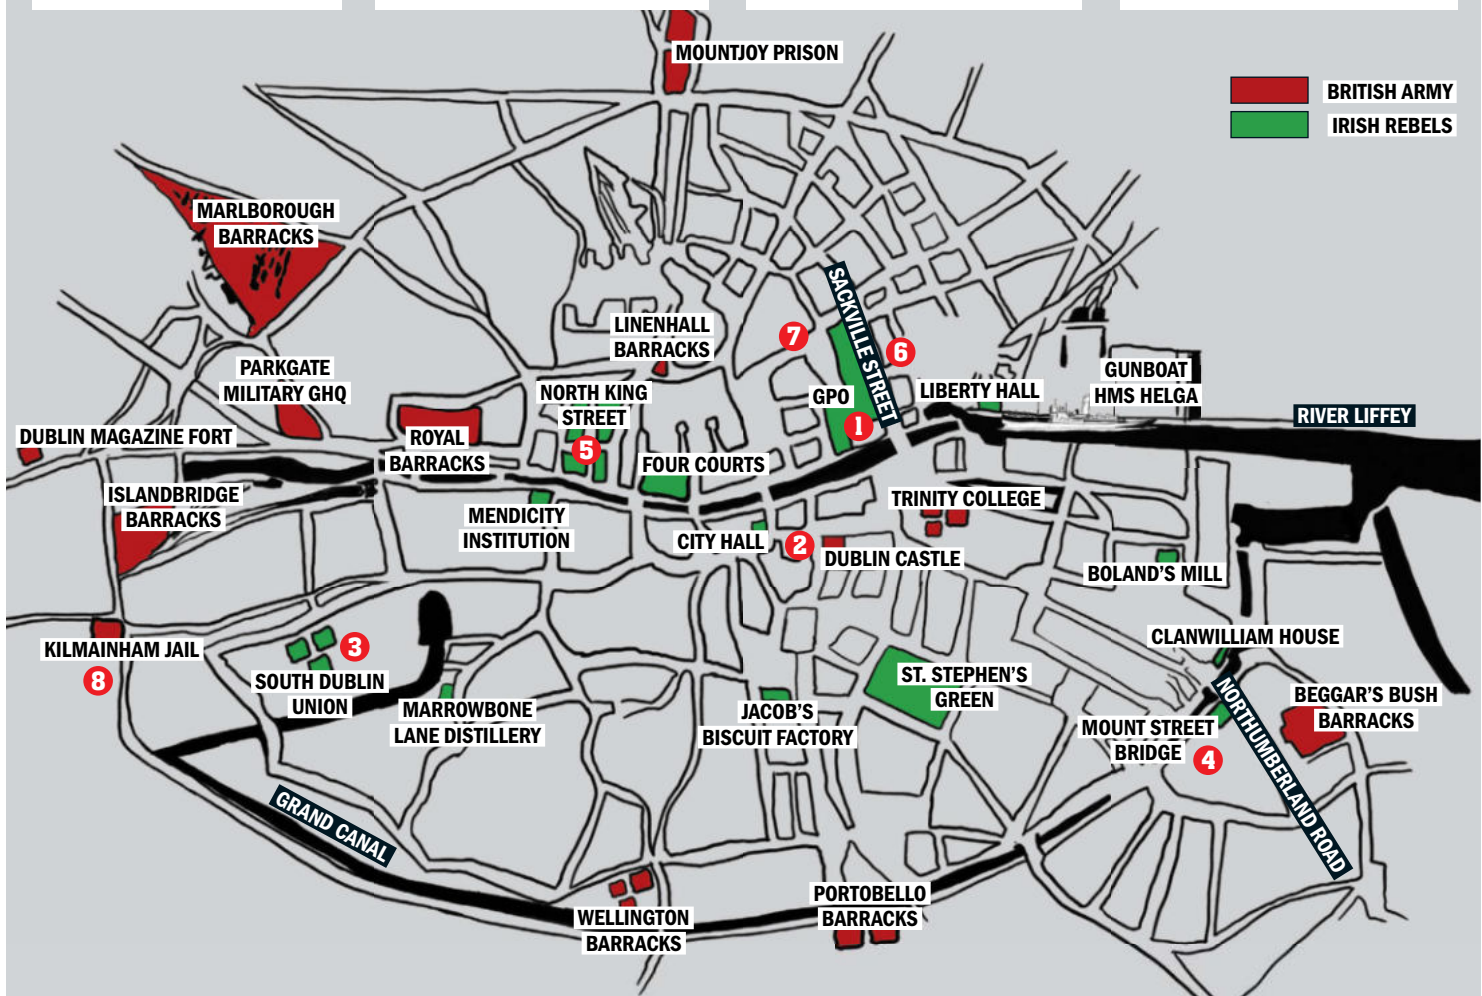 MOUNTJOY PRISON
BRITISH ARMY
IRISH REBELS
MARLBOROUGH
BARRACKS
SACKVILLE STREET
LINENHALL
BARRACKS
7
6
PARKGATE
MILITARY GHQ
NORTH KING
STREET
5
GPO
1
LIBERTY HALL
GUNBOAT
HMS HELGA
RIVER LIFFEY
DUBLIN MAGAZINE FORT
ROYAL
BARRACKS
FOUR COURTS
ISLANDBRIDGE
BARRACKS
MENDICITY
INSTITUTION
TRINITY COLLEGE
CITY HALL
2
DUBLIN CASTLE
BOLAND'S MILL
KILMAINHAM JAIL
8
3
SOUTH DUBLIN
UNION
MARROWBONE
LANE DISTILLERY
JACOB'S
BISCUIT FACTORY
ST. STEPHEN'S
GREEN
CLANWILLIAM HOUSE
MOUNT STREET
BRIDGE
4
NORTHUMBERLAND ROAD
BEGGAR'S BUSH
BARRACKS
GRAND CANAL
WELLINGTON
BARRACKS
PORTOBELLO
BARRACKS